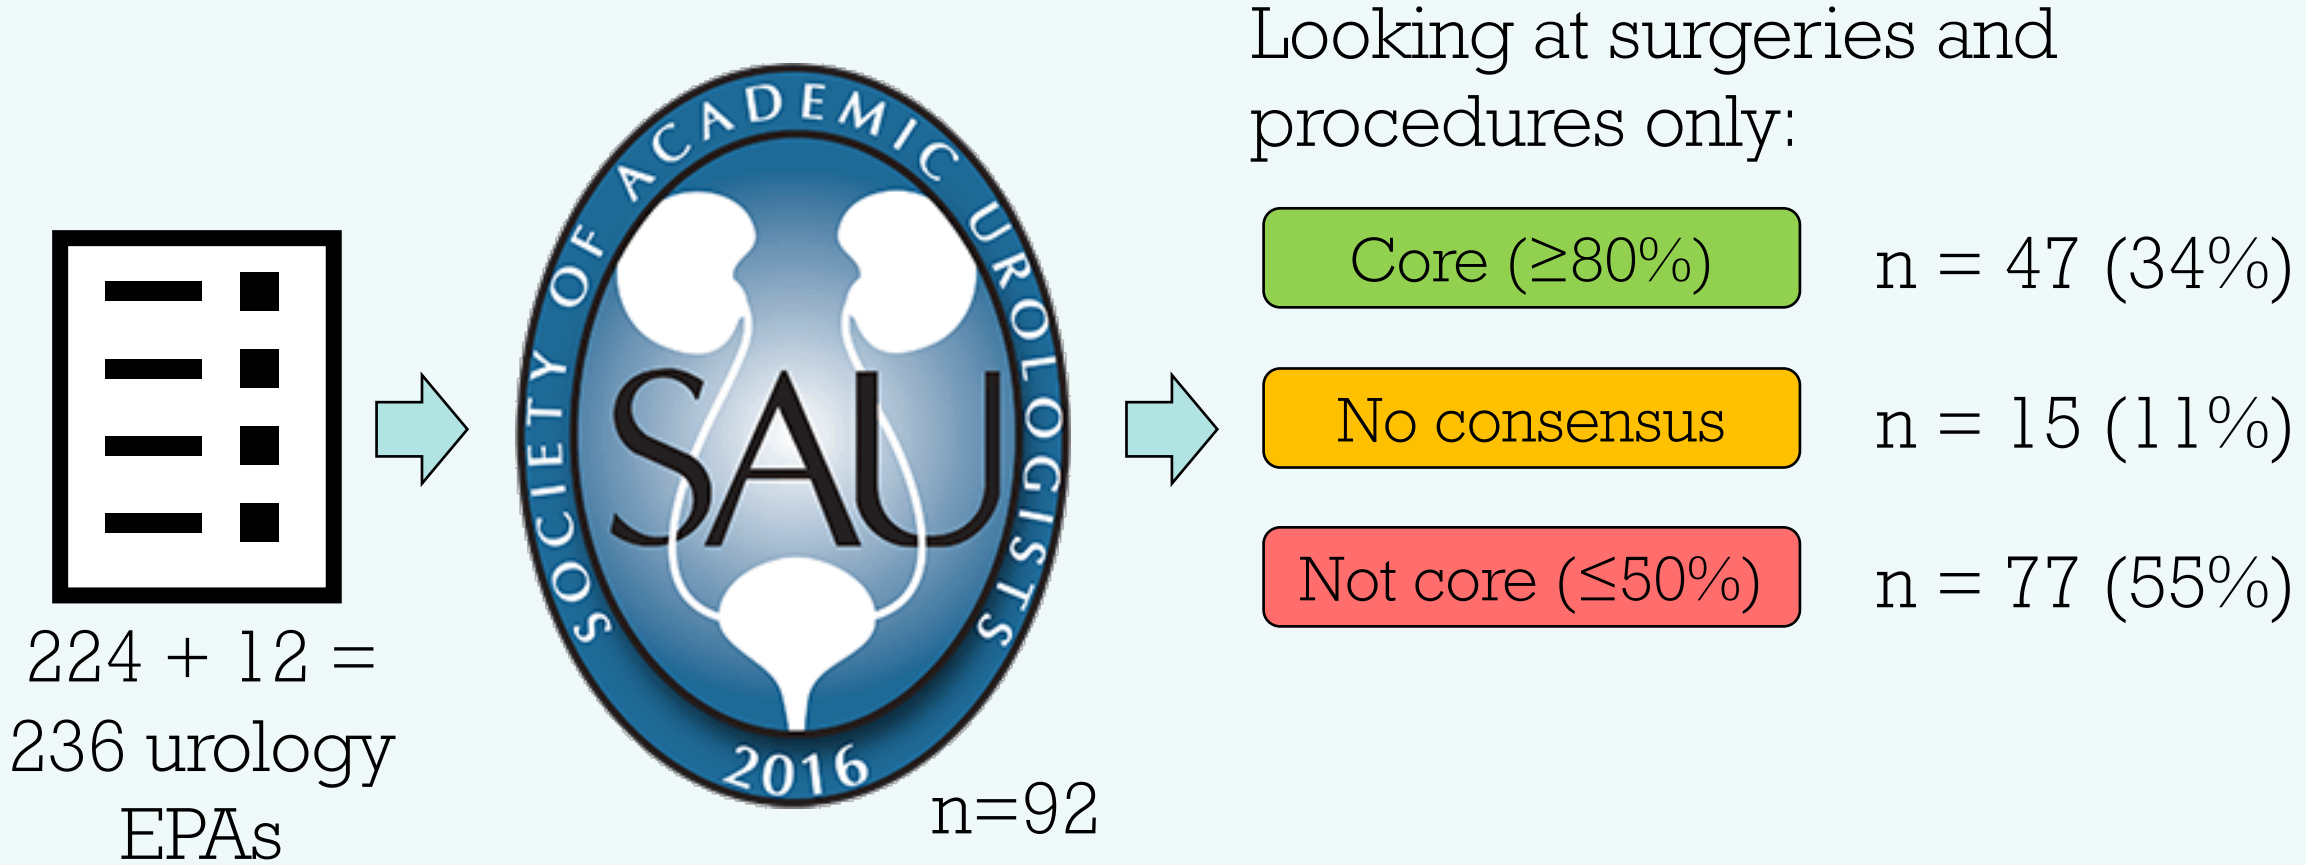 224 + 12 =
236 urology
EPAs
SOCIETY OF ACADEMIC UROLOGISTS
SAU
2016
n=92
Looking at surgeries and
procedures only:
Core (≥80%)
n = 47 (34%)
No consensus
n = 15 (11%)
Not core (≤50%)
n = 77 (55%)